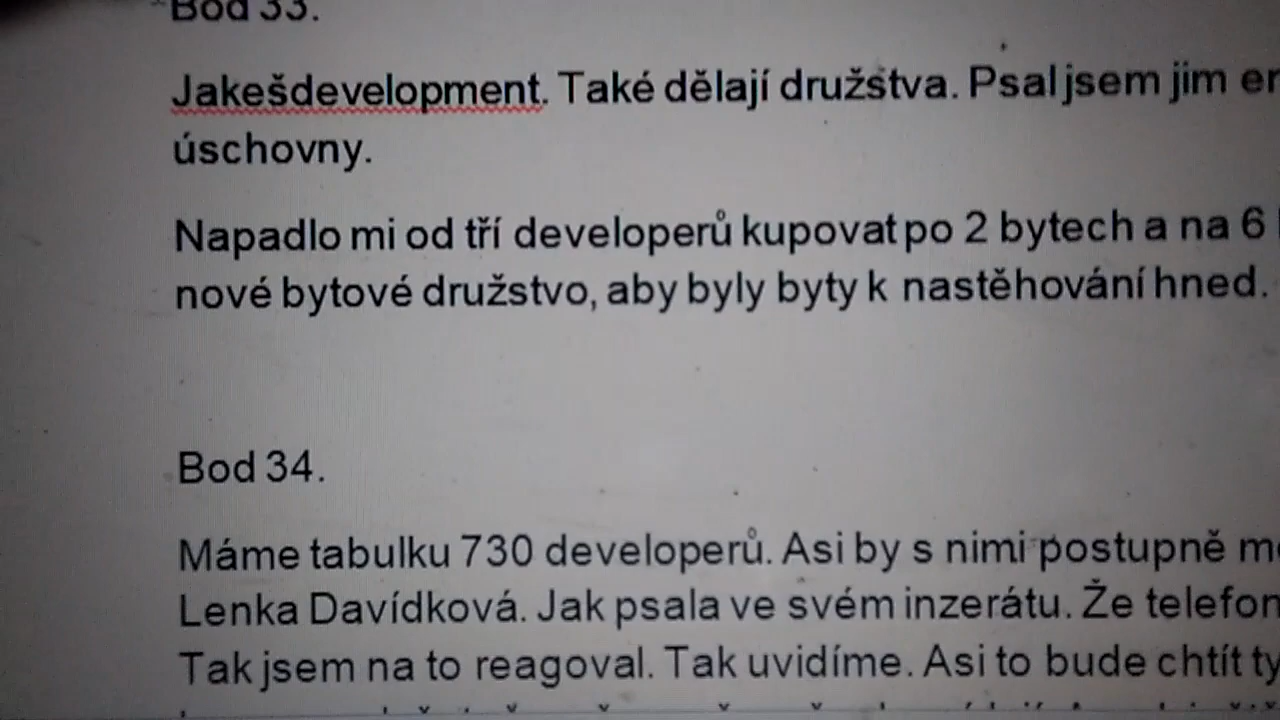 Bod 33.
Jakešdevelopment. Také dělají družstva. Psal jsem jim
úschovny.
Napadlo mi od tří developerů kupovat po 2 bytech a na 6
nové bytové družstvo, aby byly byty k nastěhování hned.
Bod 34.
Máme tabulku 730 developerů. Asi by s nimi postupně
Lenka Davídková. Jak psala ve svém inzerátu. Že telefon
Tak jsem na to reagoval. Tak uvidíme. Asi to bude chtít